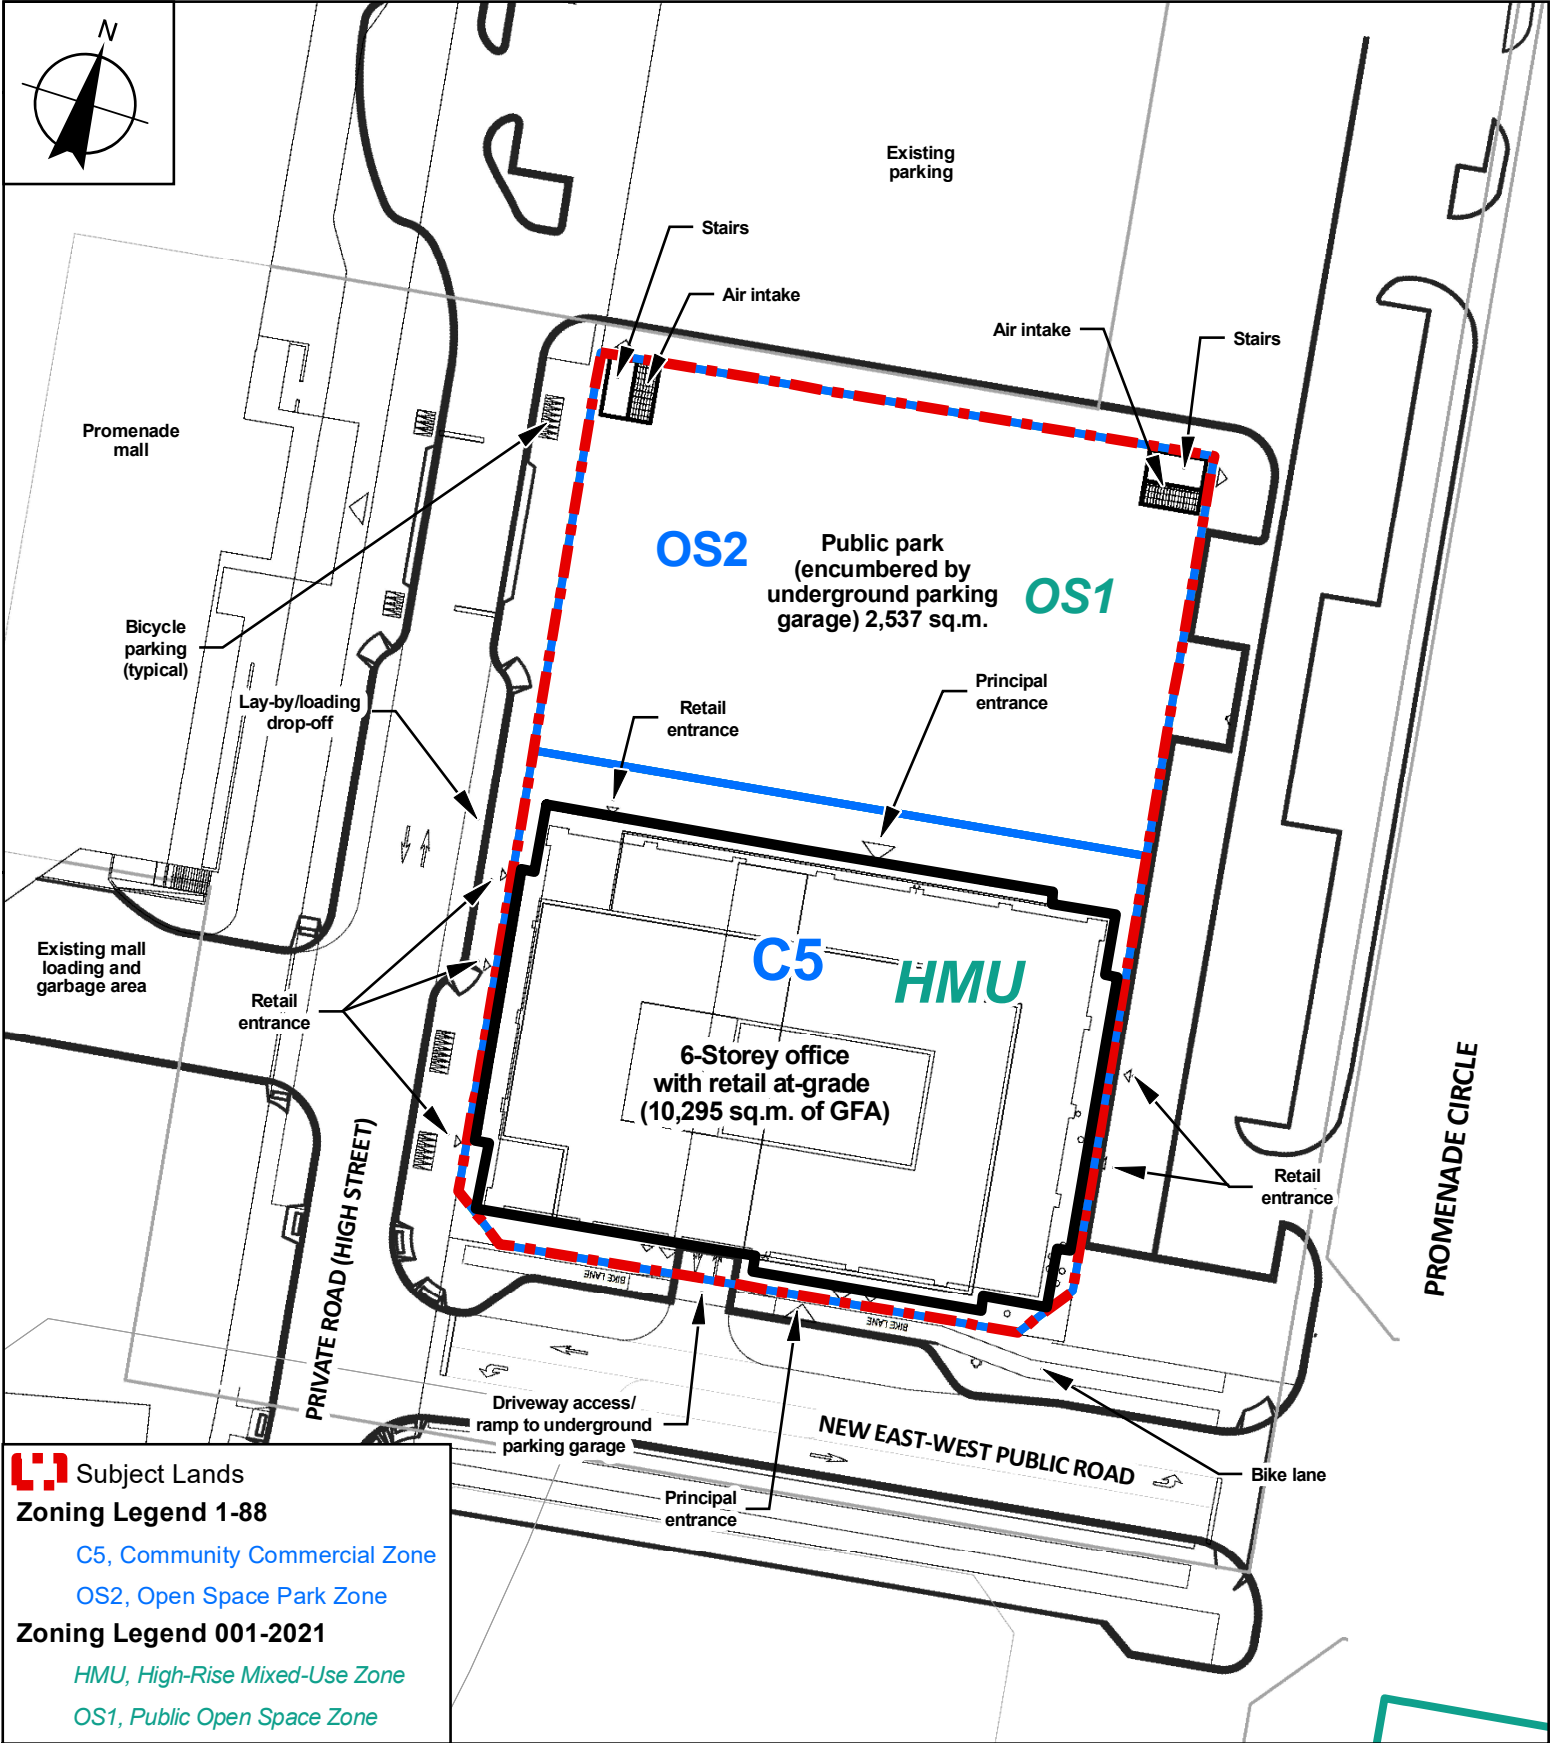 N
Existing
parking
Stairs
Air intake
Air intake
Stairs
Promenade
mall
OS2
Public park
(encumbered by
underground parking
garage) 2,537 sq.m.
OS1
Bicycle
parking
(typical)
Lay-by/loading
drop-off
Retail
entrance
Principal
entrance
Existing mall
loading and
garbage area
Retail
entrance
C5
HMU
6-Storey office
with retail at-grade
(10,295 sq.m. of GFA)
PRIVATE ROAD (HIGH STREET)
PROMENADE CIRCLE
Retail
entrance
BIKE LANE
BIKE LANE
Driveway access/
ramp to underground
parking garage
NEW EAST-WEST PUBLIC ROAD
Principal
entrance
Bike lane
Subject Lands
Zoning Legend 1-88
C5, Community Commercial Zone
OS2, Open Space Park Zone
Zoning Legend 001-2021
HMU, High-Rise Mixed-Use Zone
OS1, Public Open Space Zone